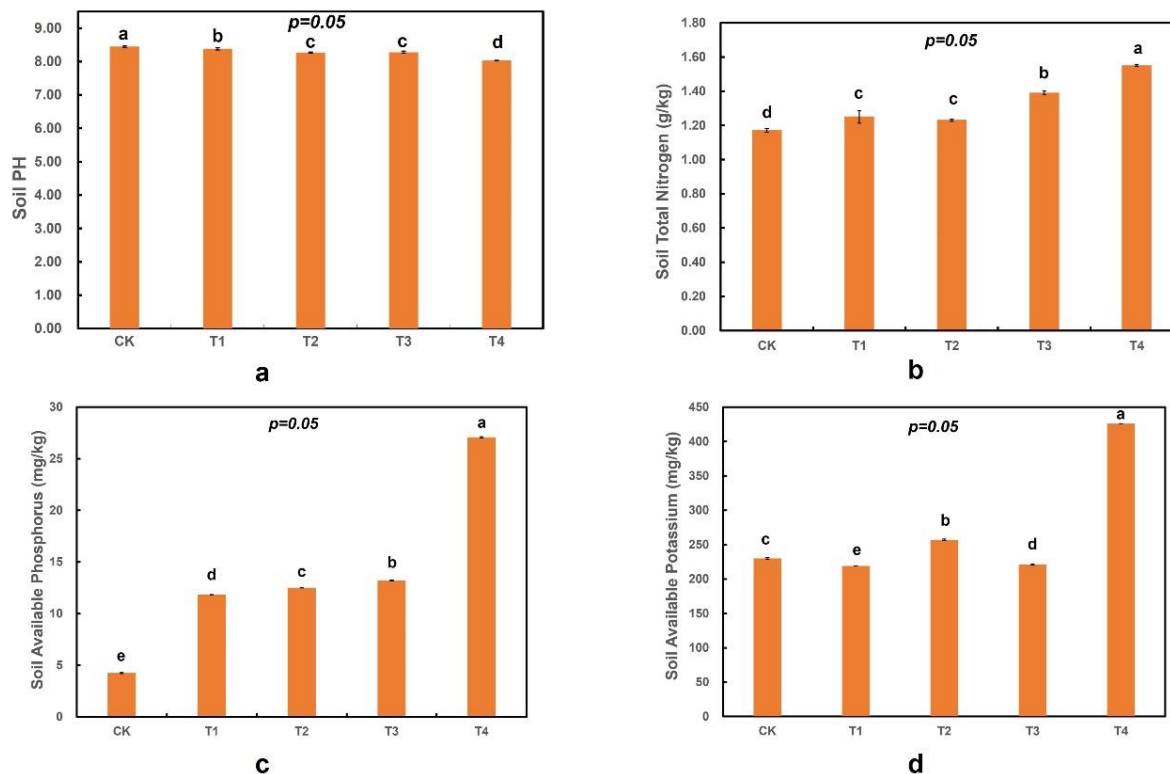 p=0.05
9.00
8.00
7.00
6.00
5.00
4.00
3.00
2.00
1.00
0.00
Soil PH
a
b
c
c
d
CK
T1
T2
T3
T4
a
p=0.05
1.80
1.60
1.40
1.20
1.00
0.80
0.60
0.40
0.20
0.00
Soil Total Nitrogen (g/kg)
d
c
c
b
a
CK
T1
T2
T3
T4
b
p=0.05
30
25
20
15
10
5
0
Soil Available Phosphorus (mg/kg)
e
d
c
b
a
CK
T1
T2
T3
T4
c
p=0.05
450
400
350
300
250
200
150
100
50
0
Soil Available Potassium (mg/kg)
c
e
b
d
a
CK
T1
T2
T3
T4
d